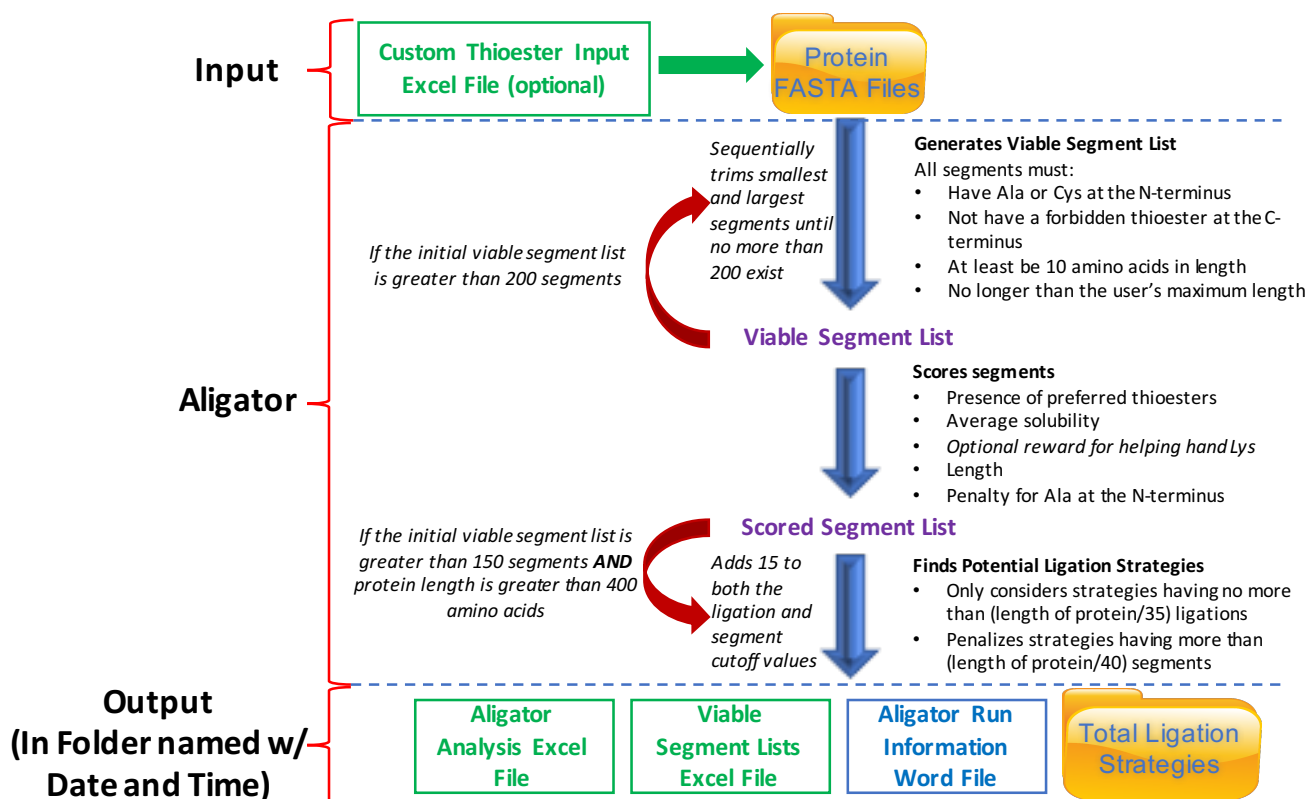 Input
Custom Thioester Input
Excel File (optional)
Protein
FASTA Files
Aligator
Sequentially
trims smallest
and largest
segments until
no more than
200 exist
If the initial viable segment list
is greater than 200 segments
Generates Viable Segment List
All segments must:
• Have Ala or Cys at the N-terminus
• Not have a forbidden thioester at the C-
terminus
• At least be 10 amino acids in length
• No longer than the user's maximum length
Viable Segment List
Scores segments
• Presence of preferred thioesters
• Average solubility
• Optional reward for helping hand Lys
• Length
• Penalty for Ala at the N-terminus
Scored Segment List
If the initial viable segment list is
greater than 150 segments AND
protein length is greater than 400
amino acids
Adds 15 to
both the
ligation and
segment
cutoff values
Finds Potential Ligation Strategies
• Only considers strategies having no more
than (length of protein/35) ligations
• Penalizes strategies having more than
(length of protein/40) segments
Output
(In Folder named w/
Date and Time)
Aligator
Analysis Excel
File
Viable
Segment Lists
Excel File
Aligator Run
Information
Word File
Total Ligation
Strategies